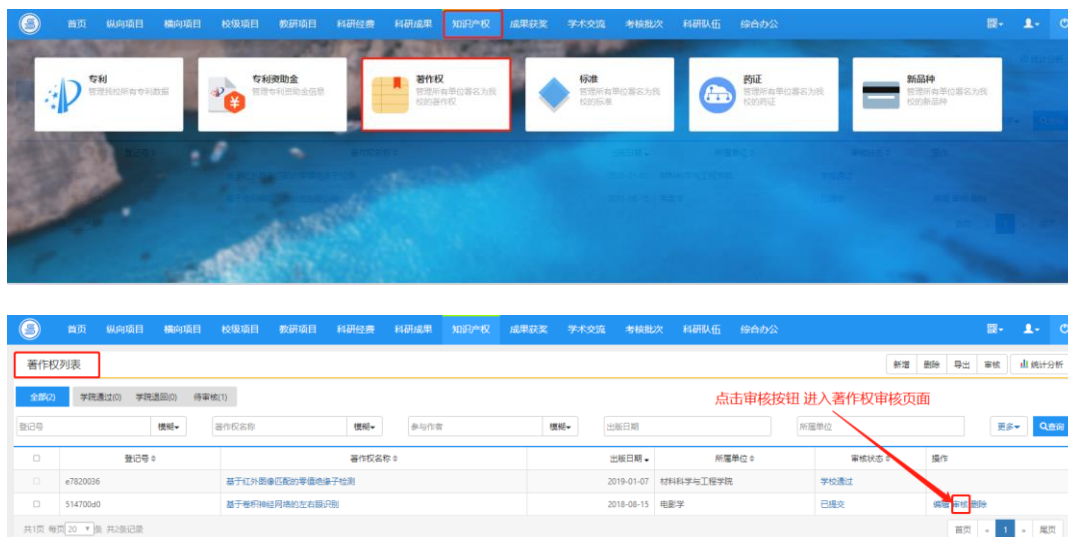 首页 纵向项目 横向项目 校级项目 教研项目 科研经费 科研成果 知识产权 成果获奖 学术交流 考核批次 科研队伍 综合办公
专利 专利资助金 著作权 标准 药证 新品种
管理我校所有专利数据 管理专利资助金信息 管理所有单位署名为我 管理所有单位署名为我 管理所有单位署名为我 管理所有单位署名为我
校的著作权 校的标准 校的药证 校的新品种
首页 纵向项目 横向项目 校级项目 教研项目 科研经费 科研成果 知识产权 成果获奖 学术交流 考核批次 科研队伍 综合办公
著作权列表 新增 删除 导出 审核 统计分析
全部(2) 学院通过(0) 学院退回(0) 待审核(1)
点击审核按钮 进入著作权审核页面
登记号 模糊 著作权名称 模糊 参与作者 模糊 出版日期 所属单位 更多 查询
登记号 著作权名称 出版日期 所属单位 审核状态 操作
e7820036 基于红外图像匹配的零值绝缘子检测 2019-01-07 材料科学与工程学院 学校通过
514700d0 基于卷积神经网络的左右眼识别 2018-08-15 电影学 已提交 编辑 审核 删除
共1页 每页 20 条 共2条记录 首页 « 1 » 尾页